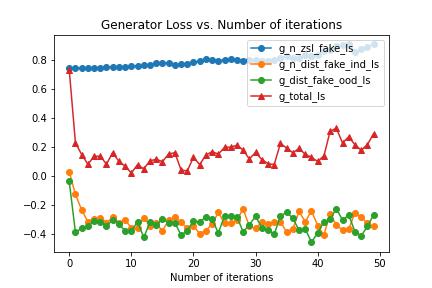 Generator Loss vs. Number of iterations
g_n_zsl_fake_ls
g_n_dist_fake_ind_ls
g_dist_fake_ood_ls
g_total_ls
0.8
0.6
0.4
0.2
0.0
−0.2
−0.4
0 10 20 30 40 50
Number of iterations